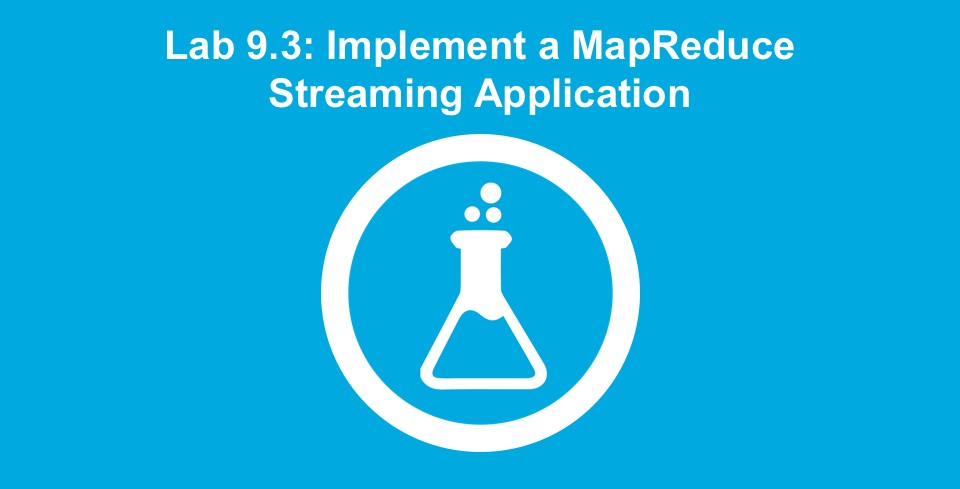 Lab 9.3: Implement a MapReduce
Streaming Application